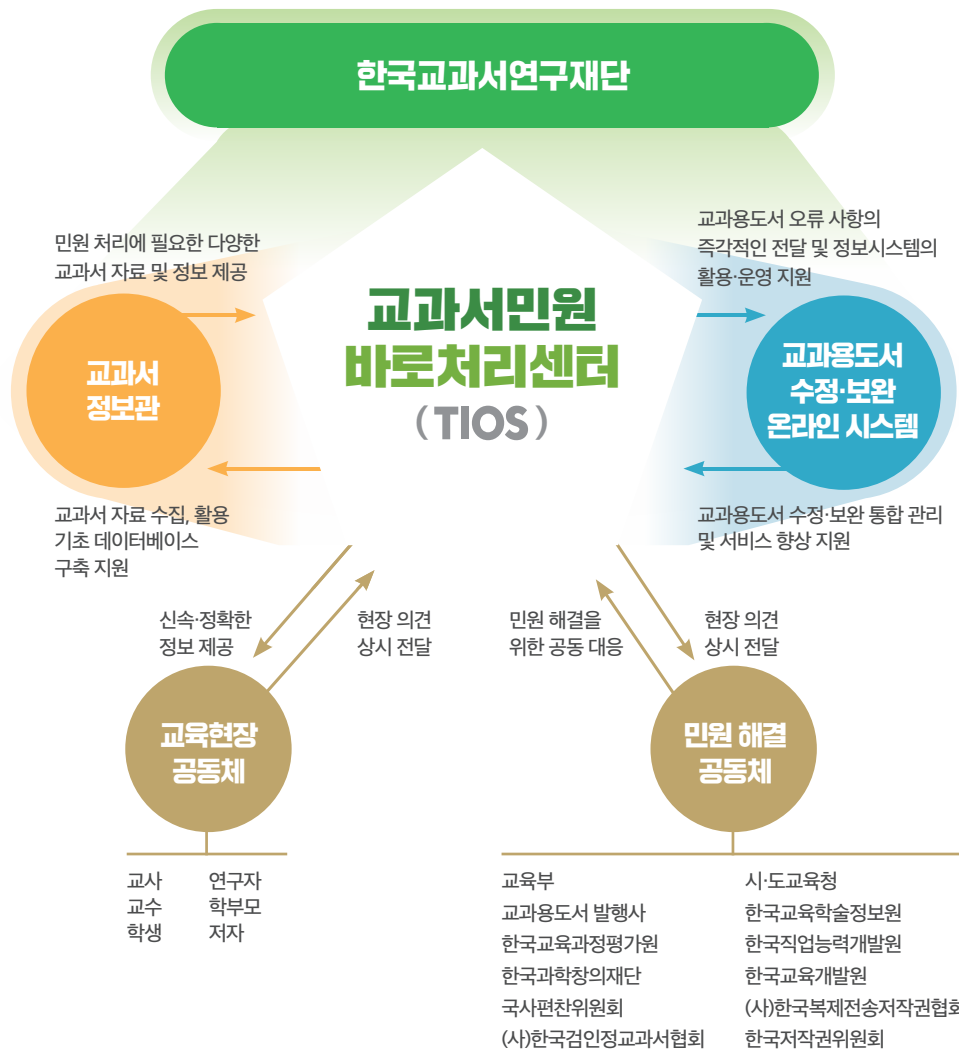 한국교과서연구재단
민원 처리에 필요한 다양한
교과서 자료 및 정보 제공
교과용도서 오류 사항의
즉각적인 전달 및 정보시스템의
활용·운영 지원
교과서민원
바로처리센터
(TIOS)
교과서
정보관
교과용도서
수정·보완
온라인 시스템
교과서 자료 수집, 활용
기초 데이터베이스
구축 지원
교과용도서 수정·보완 통합 관리
및 서비스 향상 지원
신속·정확한
정보 제공
현장 의견
상시 전달
민원 해결을
위한 공동 대응
현장 의견
상시 전달
교육현장
공동체
민원 해결
공동체
교사
교수
학생
연구자
학부모
저자
교육부
교과용도서 발행사
한국교육과정평가원
한국과학창의재단
국사편찬위원회
(사)한국검인정교과서협회
시·도교육청
한국교육학술정보원
한국직업능력개발원
한국교육개발원
(사)한국복제전송저작권협회
한국저작권위원회